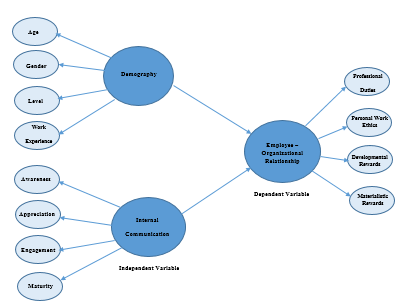 Age
Gender
Level
Work
Experience
Demography
Awareness
Appreciation
Engagement
Maturity
Internal
Communication
Independent Variable
Employee –
Organizational
Relationship
Dependent Variable
Professional
Duties
Personal Work
Ethics
Developmental
Rewards
Materialistic
Rewards